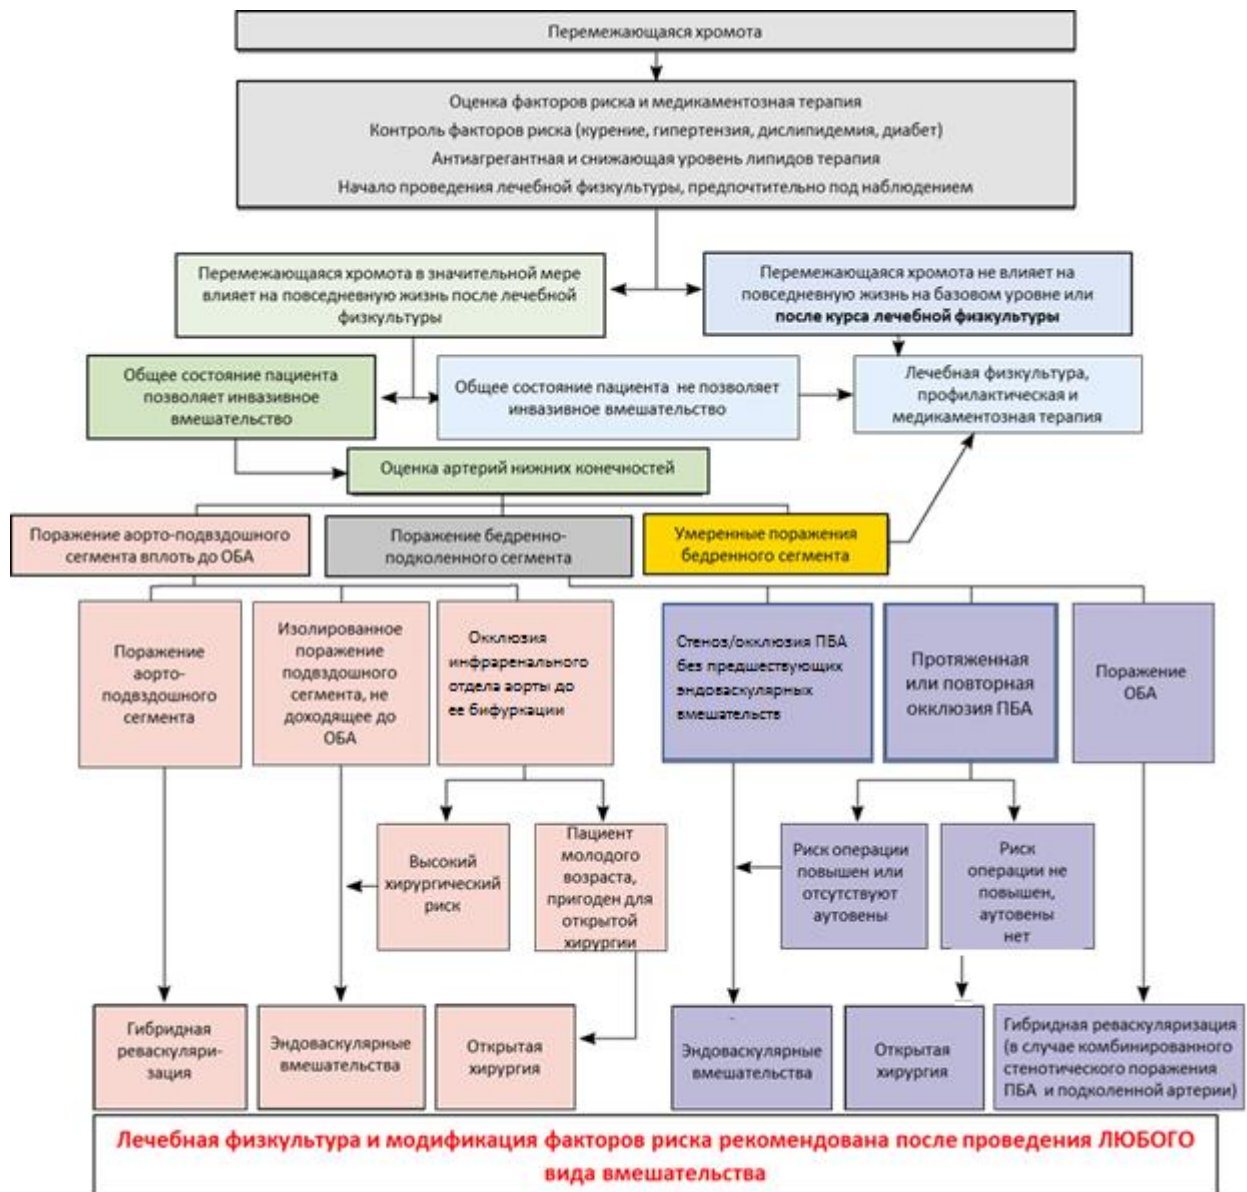 Перемежающаяся хромота
Оценка факторов риска и медикаментозная терапия
Контроль факторов риска (курение, гипертензия, дислипидемия, диабет)
Антиагрегантная и снижающая уровень липидов терапия
Начало проведения лечебной физкультуры, предпочтительно под наблюдением
Перемежающаяся хромота в значительной мере
влияет на повседневную жизнь после лечебной
физкультуры
Перемежающаяся хромота не влияет на
повседневную жизнь на базовом уровне или
после курса лечебной физкультуры
Общее состояние пациента
позволяет инвазивное
вмешательство
Общее состояние пациента не позволяет
инвазивное вмешательство
Лечебная физкультура,
профилактическая и
медикаментозная терапия
Оценка артерий нижних конечностей
Поражение аорто-подвздошного
сегмента вплоть до ОБА
Поражение бедренно-
подколенного сегмента
Умеренные поражения
бедренного сегмента
Поражение
аорто-
подвздошного
сегмента
Изолированное
поражение
подвздошного
сегмента, не
доходящее до
ОБА
Окклюзия
инфраренального
отдела аорты до
ее бифуркации
Стеноз/окклюзия ПБА
без предшествующих
эндоваскулярных
вмешательств
Протяженная
или повторная
окклюзия ПБА
Поражение
ОБА
Высокий
хирургический
риск
Пациент
молодого
возраста,
пригоден для
открытой
хирургии
Риск операции
повышен или
отсутствуют
аутовены
Риск
операции не
повышен,
аутовены
нет
Гибридная
реваскуляри-
зация
Эндоваскулярные
вмешательства
Открытая
хирургия
Эндоваскулярные
вмешательства
Открытая
хирургия
Гибридная реваскуляризация
(в случае комбинированного
стенотического поражения
ПБА и подколенной артерии)
Лечебная физкультура и модификация факторов риска рекомендована после проведения ЛЮБОГО
вида вмешательства